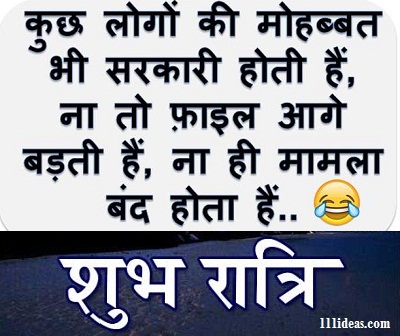 कुछ लोगों की मोहब्बत
भी सरकारी होती हैं,
ना तो फ़ाइल आगे
बड़ती हैं, ना ही मामला
बंद होता हैं.. 😂
शुभ रात्रि
111ideas.com